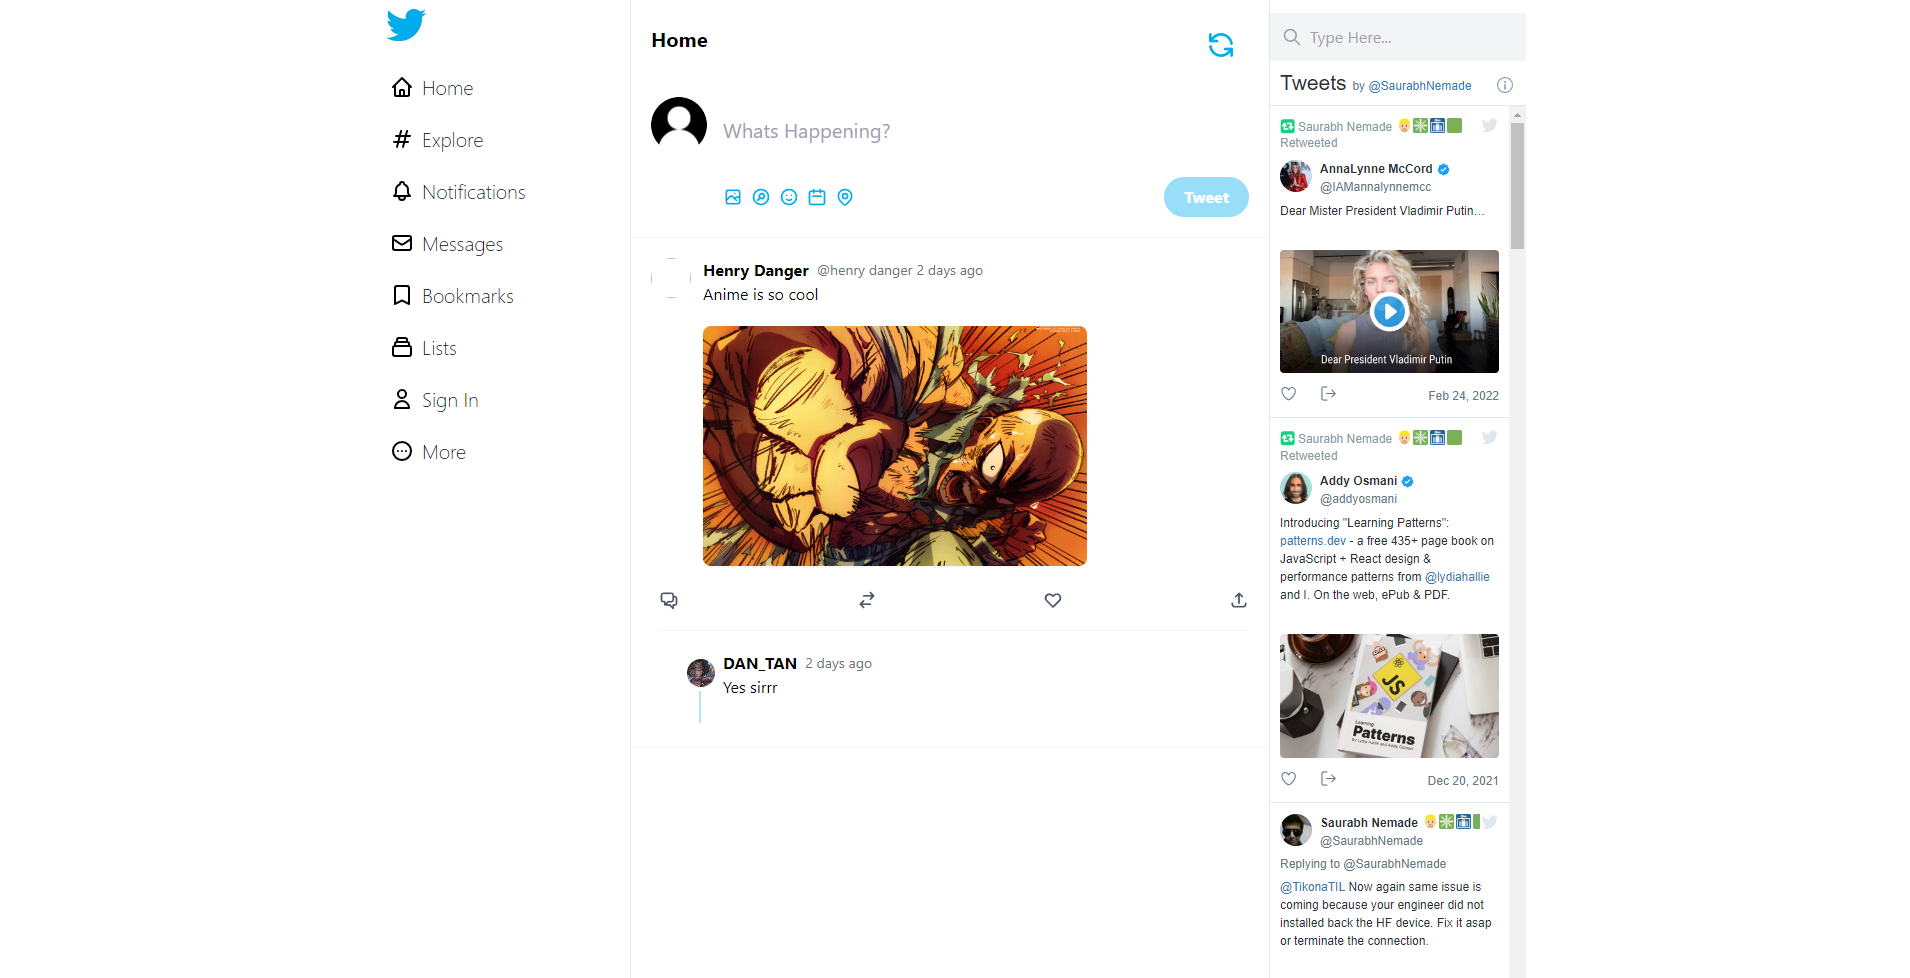 Home
Explore
Notifications
Messages
Bookmarks
Lists
Sign In
More
Home
Whats Happening?
Tweet
Henry Danger @henry danger 2 days ago
Anime is so cool
DAN_TAN 2 days ago
Yes sirrr
Type Here...
Tweets by @SaurabhNemade
Saurabh Nemade
Retweeted
AnnaLynne McCord
@IAMannalynnemcc
Dear Mister President Vladimir Putin…
Dear President Vladimir Putin
Feb 24, 2022
Saurabh Nemade
Retweeted
Addy Osmani
@addyosmani
Introducing "Learning Patterns":
patterns.dev - a free 435+ page book on
JavaScript + React design &
performance patterns from @lydiahallie
and I. On the web, ePub & PDF.
JS
Learning
Patterns
Dec 20, 2021
Saurabh Nemade
@SaurabhNemade
Replying to @SaurabhNemade
@TikonaTIL Now again same issue is
coming because your engineer did not
installed back the HF device. Fix it asap
or terminate the connection.